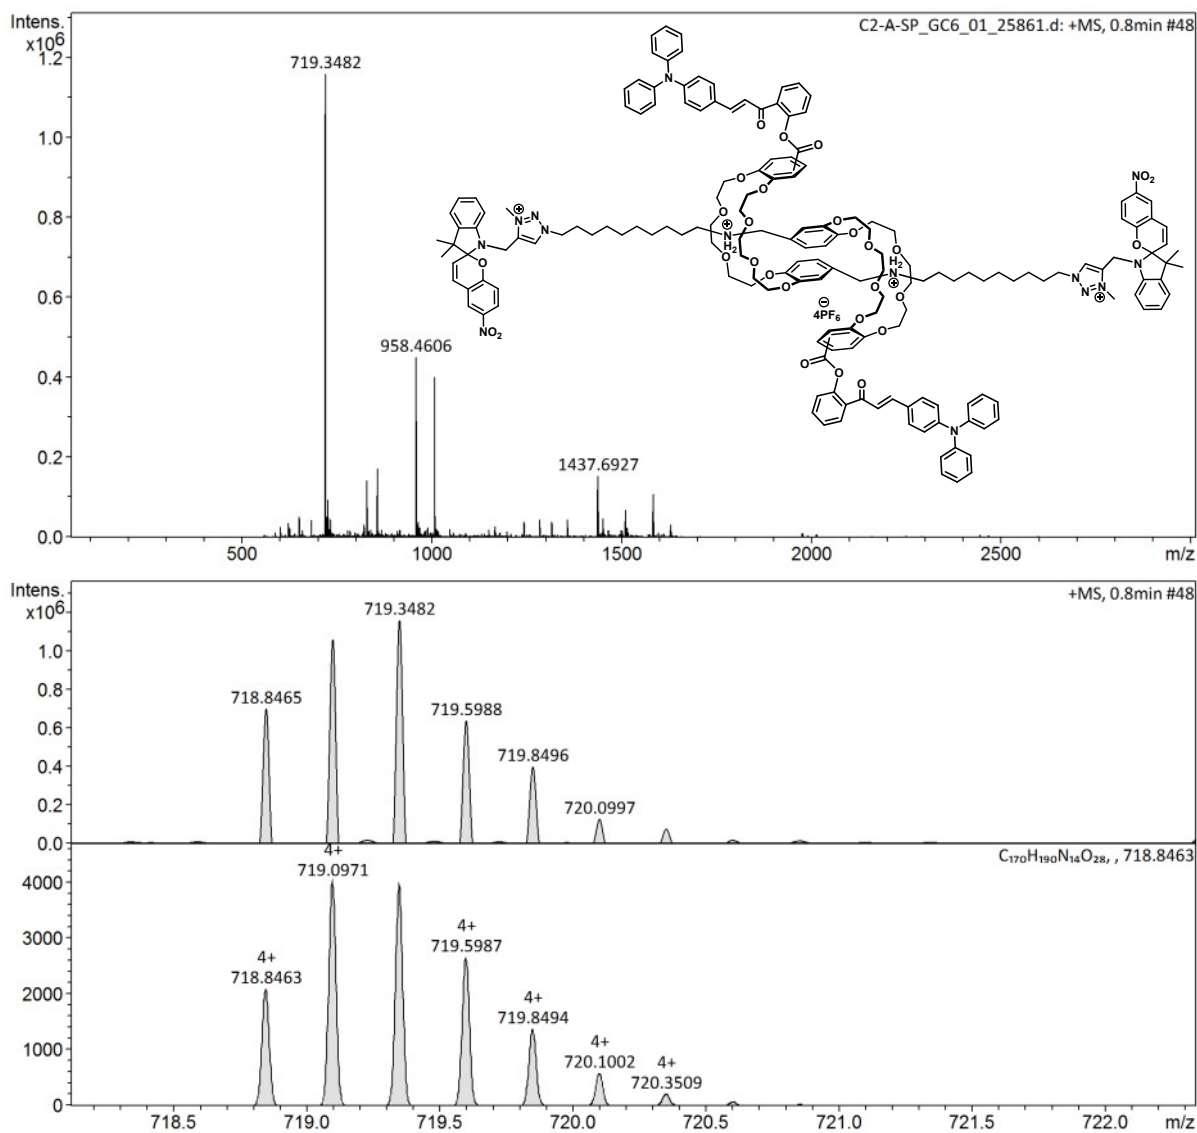 Intens.
x10⁶
C2-A-SP_GC6_01_25861.d: +MS, 0.8min #48
1.2
719.3482
1.0
0.8
0.6
958.4606
0.4
0.2
1437.6927
0.0
500
1000
1500
2000
2500
m/z
N
O
O
O
O
O
O
O
O
N
N
N
⊕
N
O
NO₂
⊕
N
H₂
O
O
O
O
O
O
O
O
O
O
O
O
H₂
N
⊕
⊖
4PF₆
N
N
N
⊕
N
O
NO₂
O
O
O
O
O
N
Intens.
x10⁶
+MS, 0.8min #48
719.3482
1.0
0.8
718.8465
719.5988
0.6
719.8496
0.4
0.2
720.0997
0.0
4+
719.0971
C₁₇₀H₁₉₀N₁₄O₂₈, , 718.8463
4000
4+
719.5987
3000
4+
718.8463
2000
4+
719.8494
1000
4+
720.1002
4+
720.3509
0
718.5
719.0
719.5
720.0
720.5
721.0
721.5
722.0
m/z